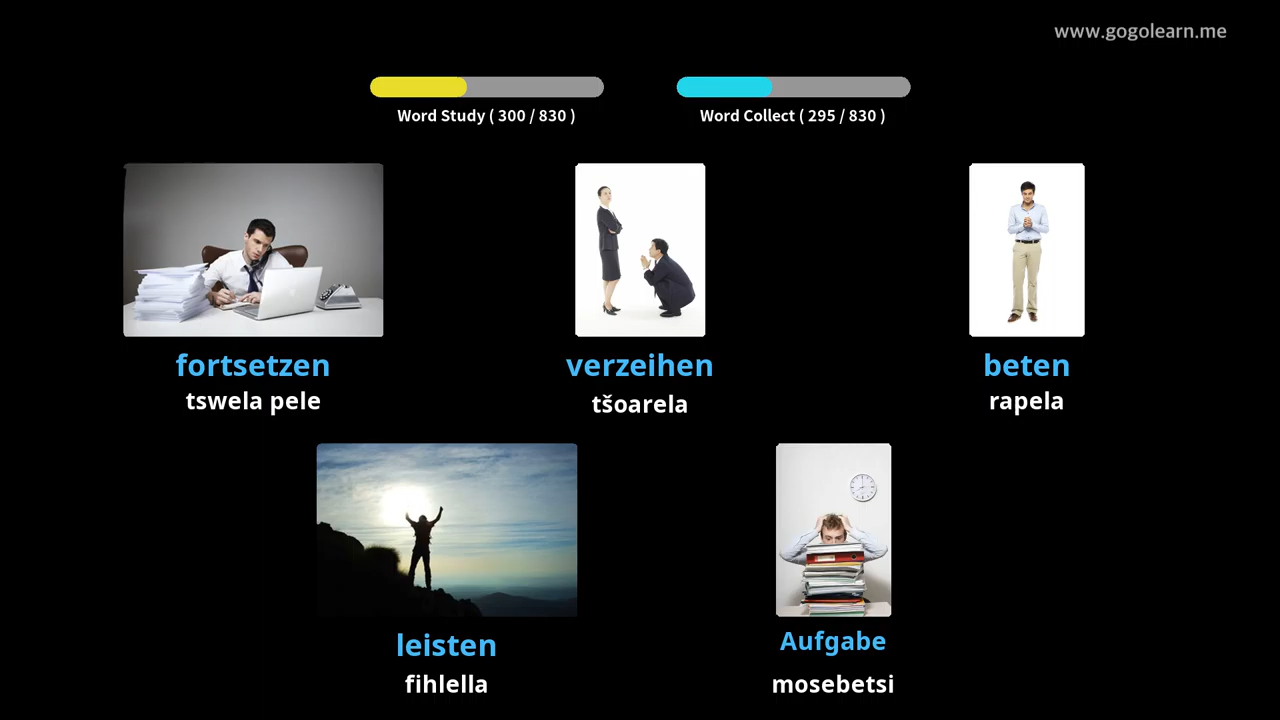 www.gogolearn.me
Word Study ( 300 / 830 )
Word Collect ( 295 / 830 )
fortsetzen
tswela pele
verzeihen
tšoarela
beten
rapela
leisten
fihlella
Aufgabe
mosebetsi